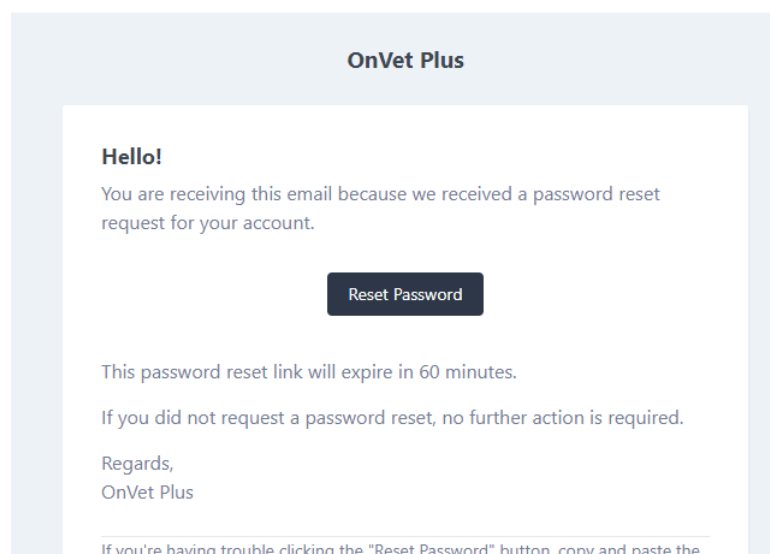 OnVet Plus
Hello!
You are receiving this email because we received a password reset
request for your account.
Reset Password
This password reset link will expire in 60 minutes.
If you did not request a password reset, no further action is required.
Regards,
OnVet Plus
If you're having trouble clicking the "Reset Password" button, copy and paste the